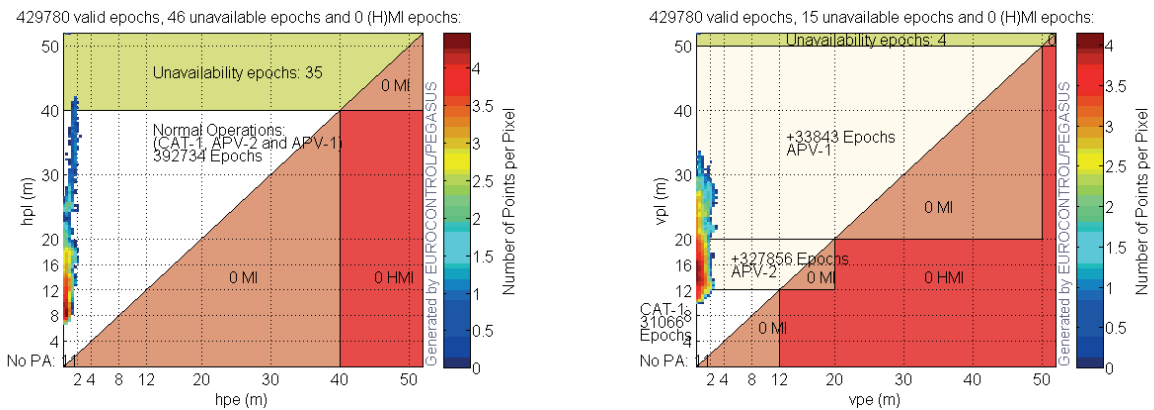 429780 valid epochs, 46 unavailable epochs and 0 (H)MI epochs:
50
40
30
20
16
12
8
4
hpl (m)
Unavailability epochs: 35
0 MI
Normal Operations:
(CAT-1, APV-2 and APV-1)
392734 Epochs
0 MI
0 HMI
No PA: 11
2 4 8 12 20 30 40 50
hpe (m)
Generated by EUROCONTROL/PEGASUS
4
3.5
3
2.5
2
1.5
1
0.5
0
Number of Points per Pixel
429780 valid epochs, 15 unavailable epochs and 0 (H)MI epochs:
50
40
30
20
16
12
8
4
vpl (m)
Unavailability epochs: 4
0
+33843 Epochs
APV-1
0 MI
+327856 Epochs
APV-2
0 MI
0 HMI
CAT-1:
31066
Epochs
0 MI
No PA: 11
2 4 8 12 20 30 40 50
vpe (m)
Generated by EUROCONTROL/PEGASUS
4
3.5
3
2.5
2
1.5
1
0.5
0
Number of Points per Pixel